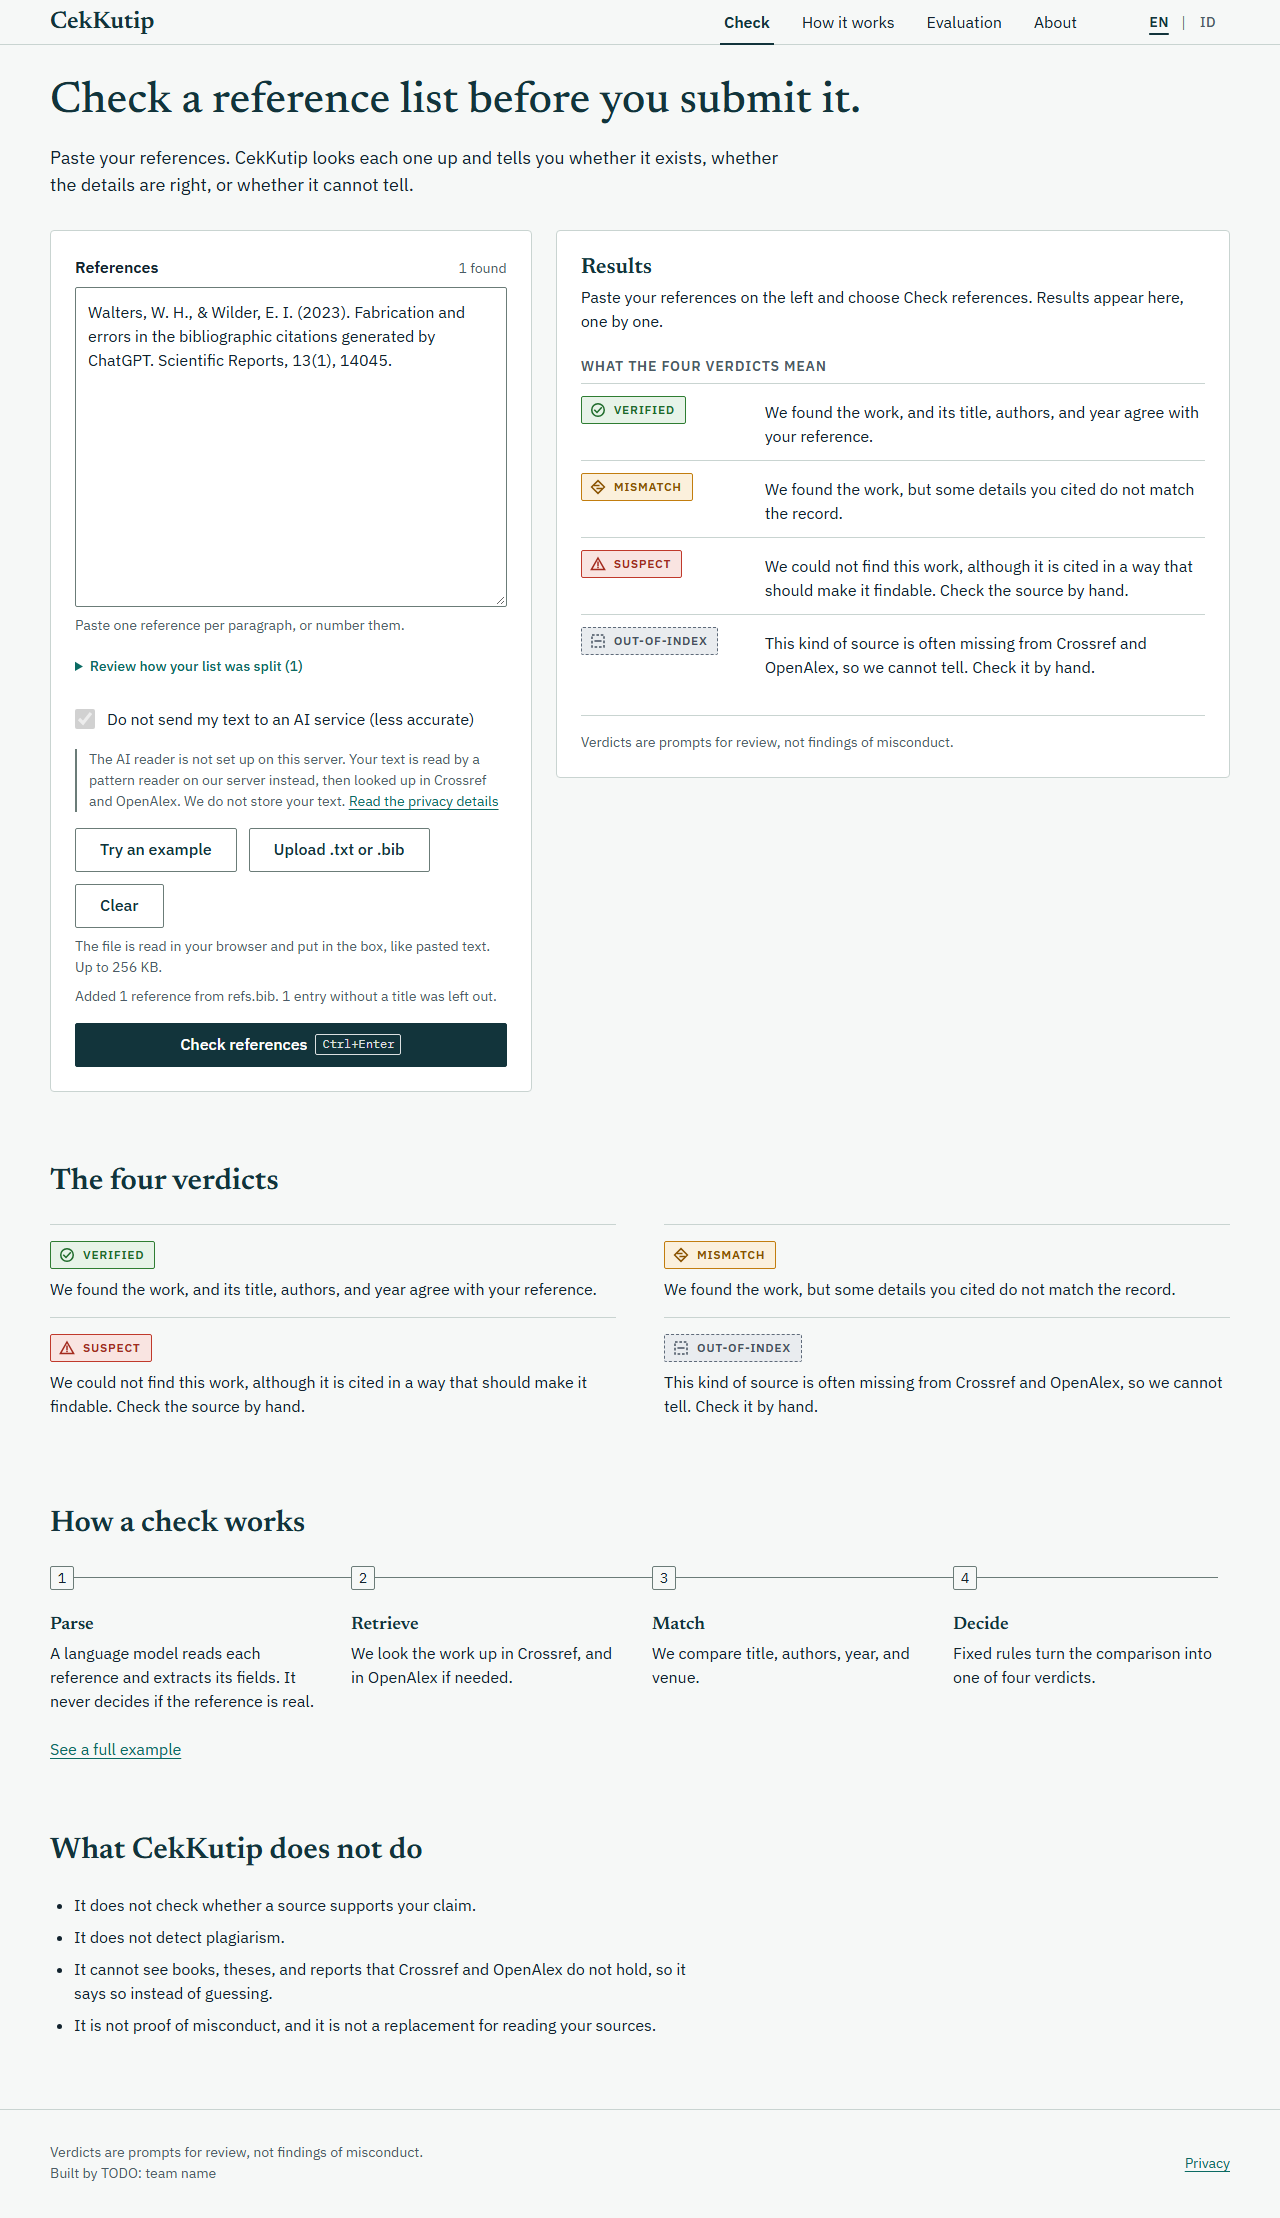 CekKutip
Check
How it works
Evaluation
About
EN | ID
Check a reference list before you submit it.
Paste your references. CekKutip looks each one up and tells you whether it exists, whether
the details are right, or whether it cannot tell.
References
1 found
Walters, W. H., & Wilder, E. I. (2023). Fabrication and
errors in the bibliographic citations generated by
ChatGPT. Scientific Reports, 13(1), 14045.
Paste one reference per paragraph, or number them.
Review how your list was split (1)
Do not send my text to an AI service (less accurate)
The AI reader is not set up on this server. Your text is read by a
pattern reader on our server instead, then looked up in Crossref
and OpenAlex. We do not store your text. Read the privacy details
Try an example
Upload .txt or .bib
Clear
The file is read in your browser and put in the box, like pasted text.
Up to 256 KB.
Added 1 reference from refs.bib. 1 entry without a title was left out.
Check references Ctrl+Enter
Results
Paste your references on the left and choose Check references. Results appear here,
one by one.
WHAT THE FOUR VERDICTS MEAN
VERIFIED
We found the work, and its title, authors, and year agree with
your reference.
MISMATCH
We found the work, but some details you cited do not match
the record.
SUSPECT
We could not find this work, although it is cited in a way that
should make it findable. Check the source by hand.
OUT-OF-INDEX
This kind of source is often missing from Crossref and
OpenAlex, so we cannot tell. Check it by hand.
Verdicts are prompts for review, not findings of misconduct.
The four verdicts
VERIFIED
We found the work, and its title, authors, and year agree with your reference.
MISMATCH
We found the work, but some details you cited do not match the record.
SUSPECT
We could not find this work, although it is cited in a way that should make it
findable. Check the source by hand.
OUT-OF-INDEX
This kind of source is often missing from Crossref and OpenAlex, so we cannot
tell. Check it by hand.
How a check works
1
Parse
A language model reads each
reference and extracts its fields. It
never decides if the reference is real.
2
Retrieve
We look the work up in Crossref, and
in OpenAlex if needed.
3
Match
We compare title, authors, year, and
venue.
4
Decide
Fixed rules turn the comparison into
one of four verdicts.
See a full example
What CekKutip does not do
• It does not check whether a source supports your claim.
• It does not detect plagiarism.
• It cannot see books, theses, and reports that Crossref and OpenAlex do not hold, so it
says so instead of guessing.
• It is not proof of misconduct, and it is not a replacement for reading your sources.
Verdicts are prompts for review, not findings of misconduct.
Built by TODO: team name
Privacy